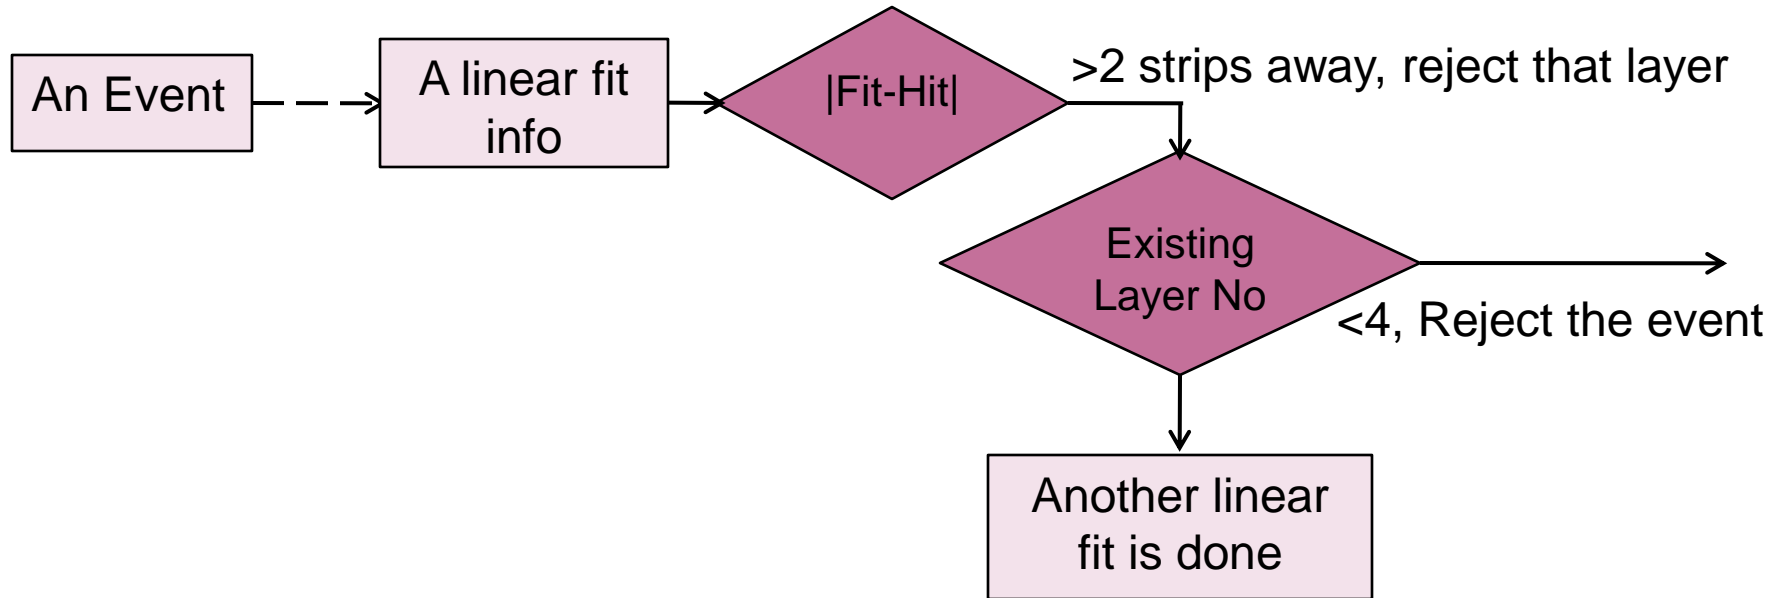 An Event
A linear fit
info
|Fit-Hit|
>2 strips away, reject that layer
Existing
Layer No
<4, Reject the event
Another linear
fit is done